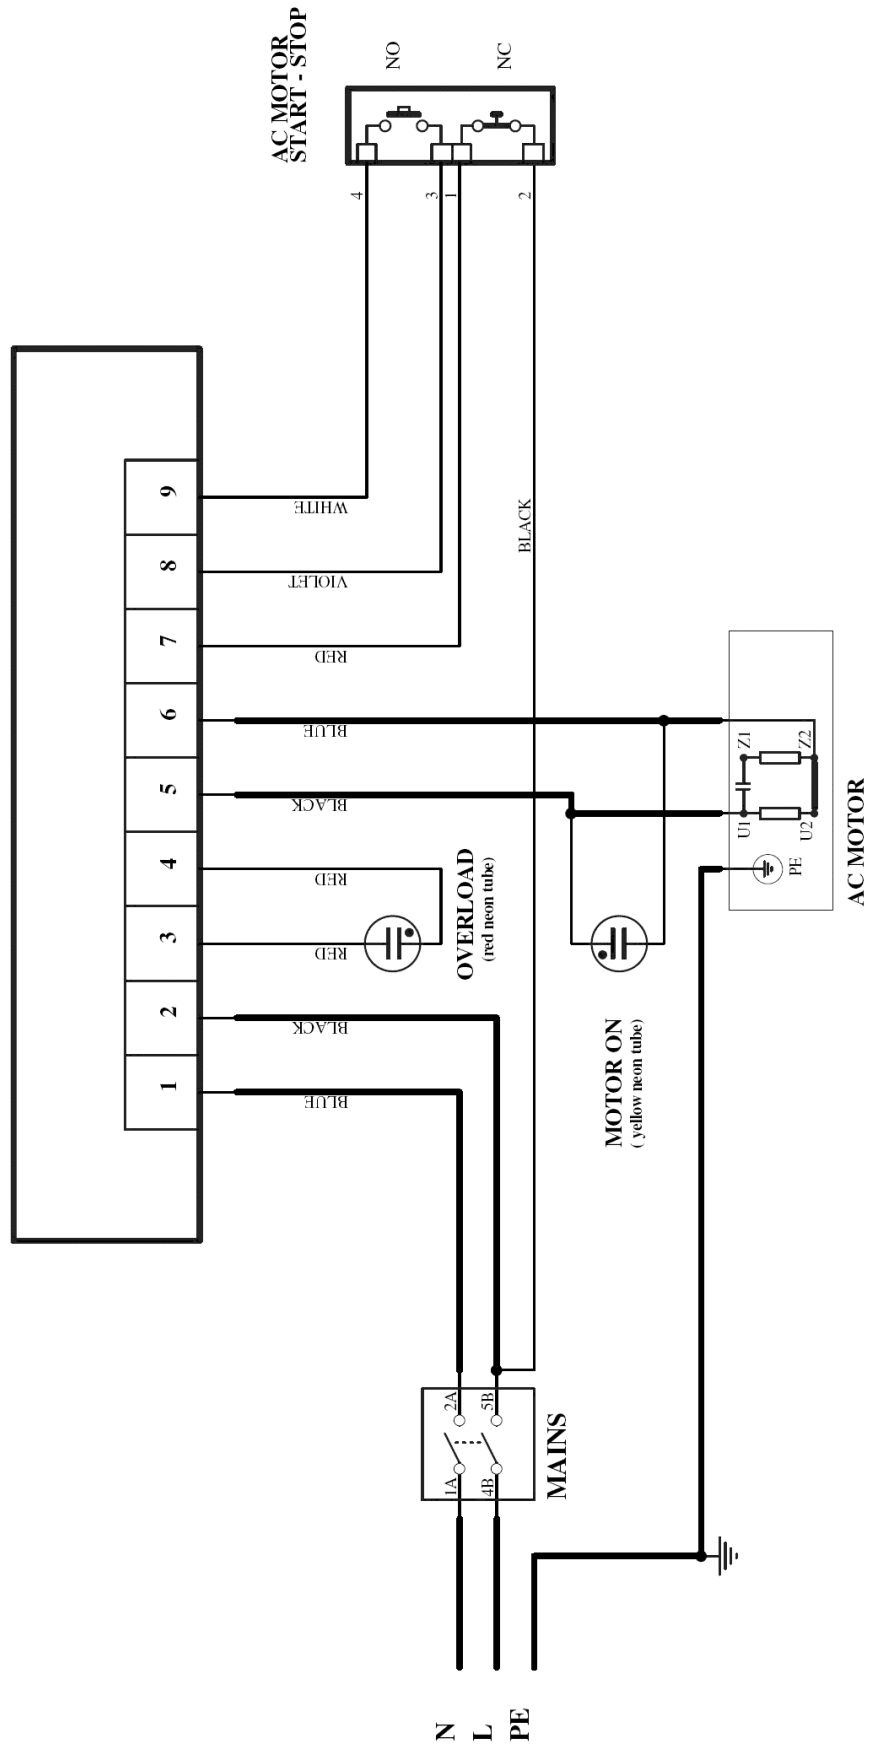 AC MOTOR
START - STOP
NO
NC
4
3
1
2
9
8
7
6
5
4
3
2
1
WHITE
VIOLET
RED
BLUE
BLACK
RED
RED
BLACK
BLUE
BLACK
OVERLOAD
(red neon tube)
MOTOR ON
( yellow neon tube)
Z1
Z2
U1
U2
PE
AC MOTOR
2A
5B
1A
4B
MAINS
N
L
PE